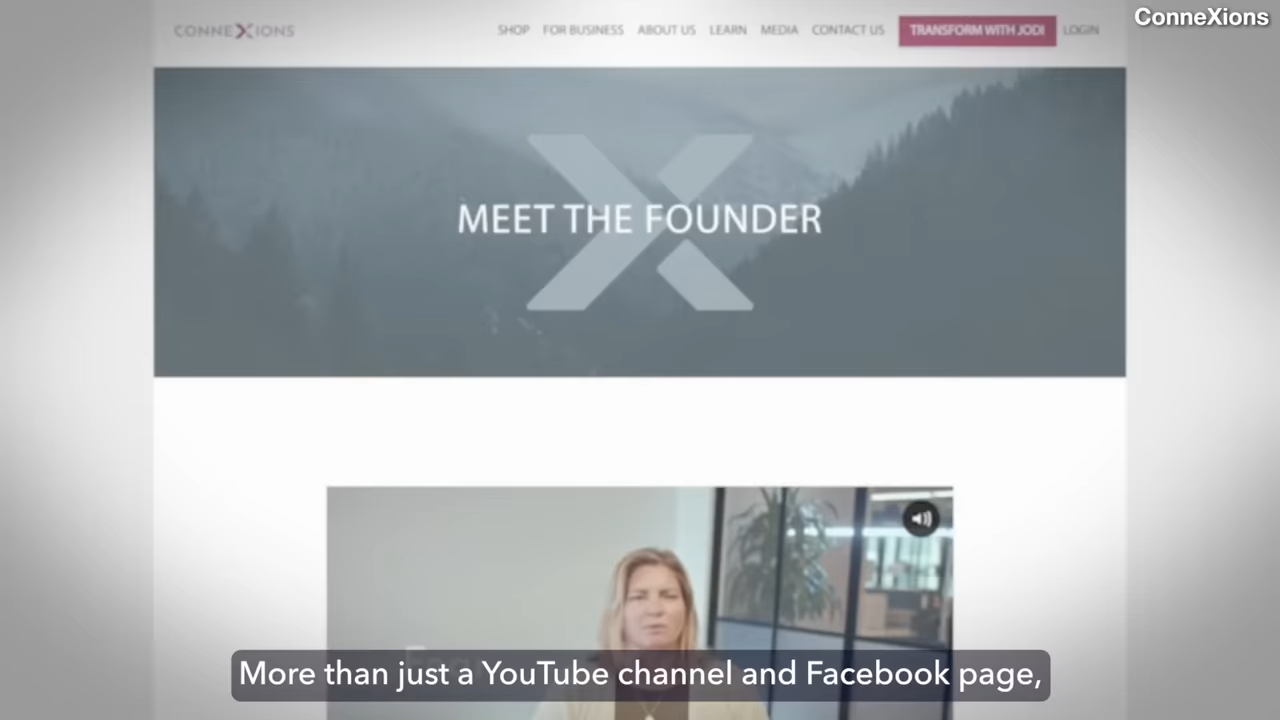 ConneXions
CONNEXIONS SHOP FOR BUSINESS ABOUT US LEARN MEDIA CONTACT US TRANSFORM WITH JODI LOGIN
MEET THE FOUNDER
More than just a YouTube channel and Facebook page,